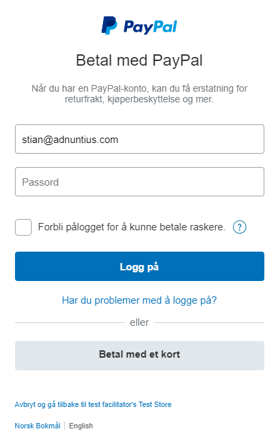 PayPal
Betal med PayPal
Når du har en PayPal-konto, kan du få erstatning for
returfrakt, kjøperbeskyttelse og mer.
stian@adnuntius.com
Passord
Forbli pålogget for å kunne betale raskere. ?
Logg på
Har du problemer med å logge på?
eller
Betal med et kort
Avbryt og gå tilbake til test facilitator's Test Store
Norsk Bokmål | English